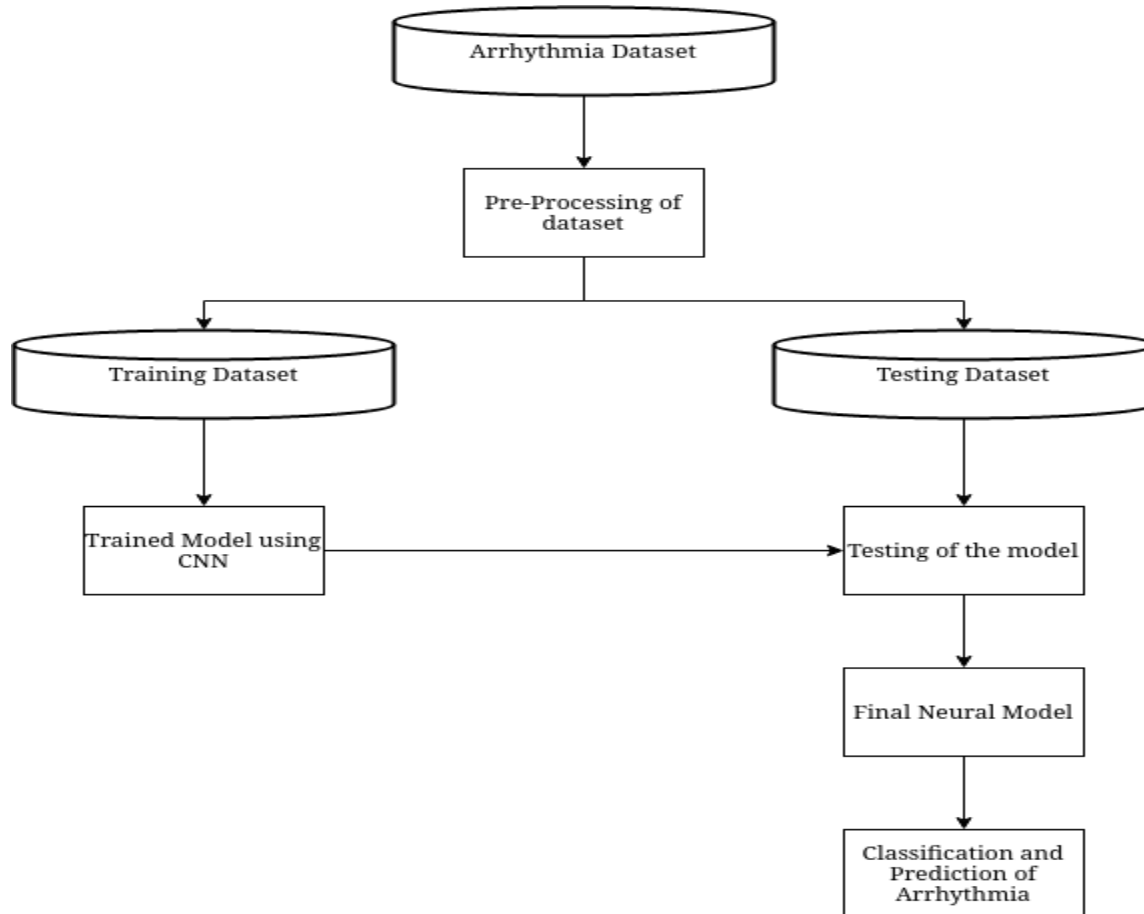 Arrhythmia Dataset
Pre-Processing of
dataset
Training Dataset
Testing Dataset
Trained Model using
CNN
Testing of the model
Final Neural Model
Classification and
Prediction of
Arrhythmia